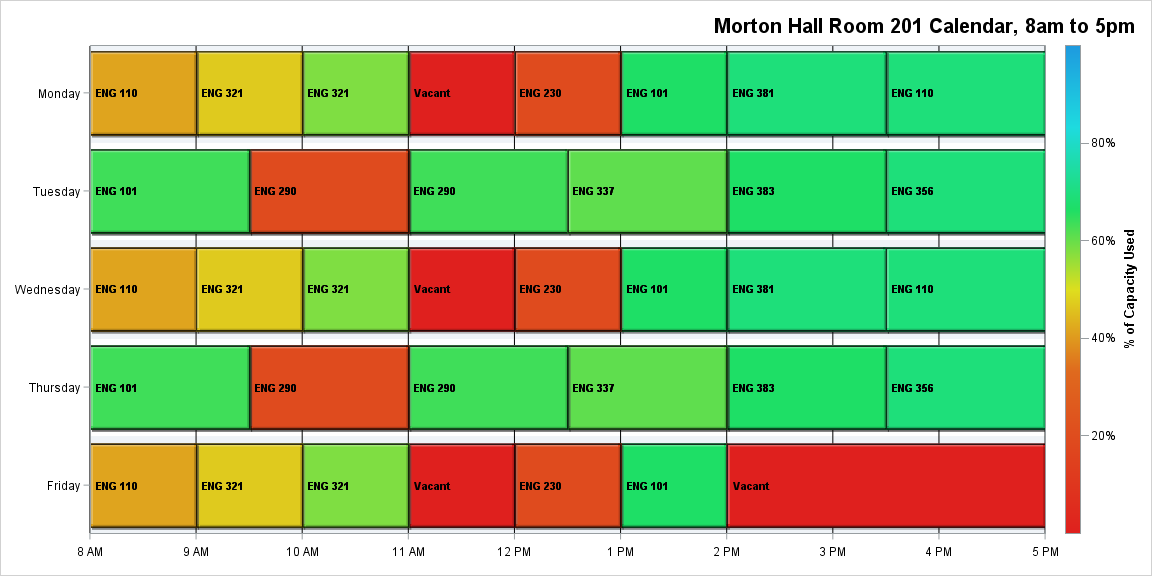 Morton Hall Room 201 Calendar, 8am to 5pm
Monday ENG 110 ENG 321 ENG 321 Vacant ENG 230 ENG 101 ENG 381 ENG 110
80%
Tuesday ENG 101 ENG 290 ENG 290 ENG 337 ENG 383 ENG 356
60%
% of Capacity Used
Wednesday ENG 110 ENG 321 ENG 321 Vacant ENG 230 ENG 101 ENG 381 ENG 110
40%
Thursday ENG 101 ENG 290 ENG 290 ENG 337 ENG 383 ENG 356
20%
Friday ENG 110 ENG 321 ENG 321 Vacant ENG 230 ENG 101 Vacant
8 AM 9 AM 10 AM 11 AM 12 PM 1 PM 2 PM 3 PM 4 PM 5 PM